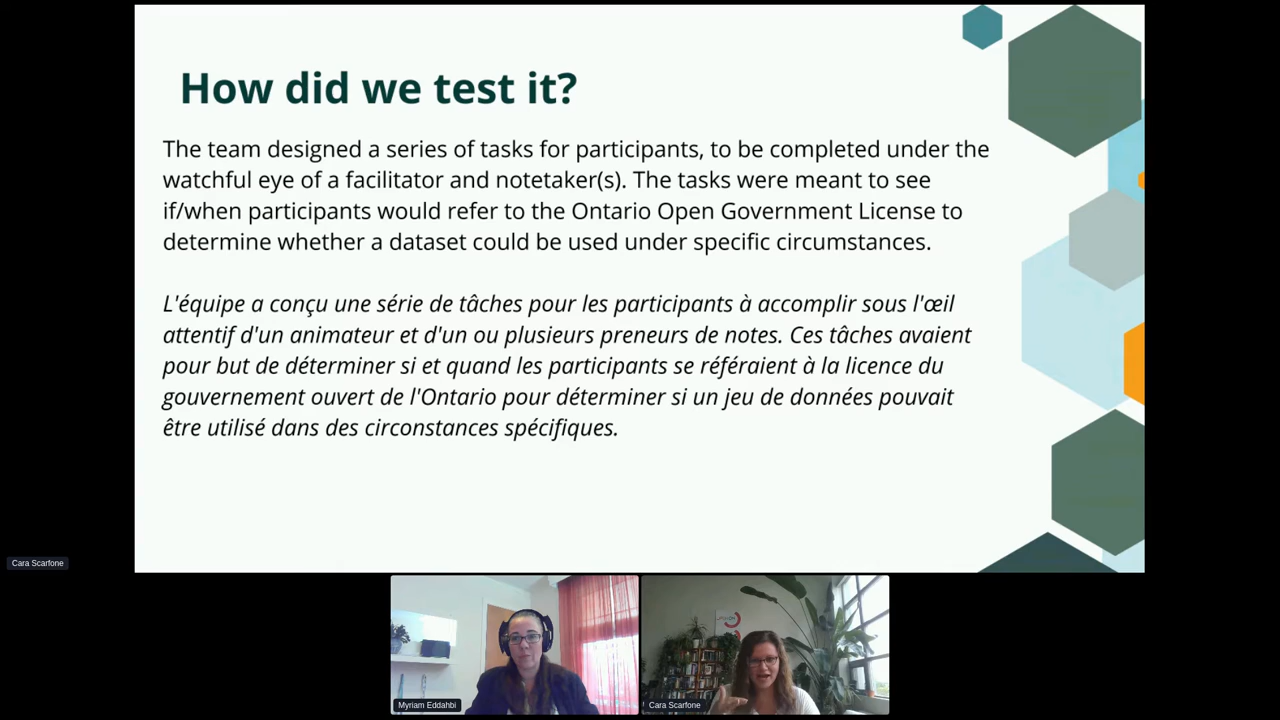 How did we test it?
The team designed a series of tasks for participants, to be completed under the
watchful eye of a facilitator and notetaker(s). The tasks were meant to see
if/when participants would refer to the Ontario Open Government License to
determine whether a dataset could be used under specific circumstances.
L'équipe a conçu une série de tâches pour les participants à accomplir sous l'œil
attentif d'un animateur et d'un ou plusieurs preneurs de notes. Ces tâches avaient
pour but de déterminer si et quand les participants se référaient à la licence du
gouvernement ouvert de l'Ontario pour déterminer si un jeu de données pouvait
être utilisé dans des circonstances spécifiques.
Cara Scarfone
Myriam Eddahbi
Cara Scarfone